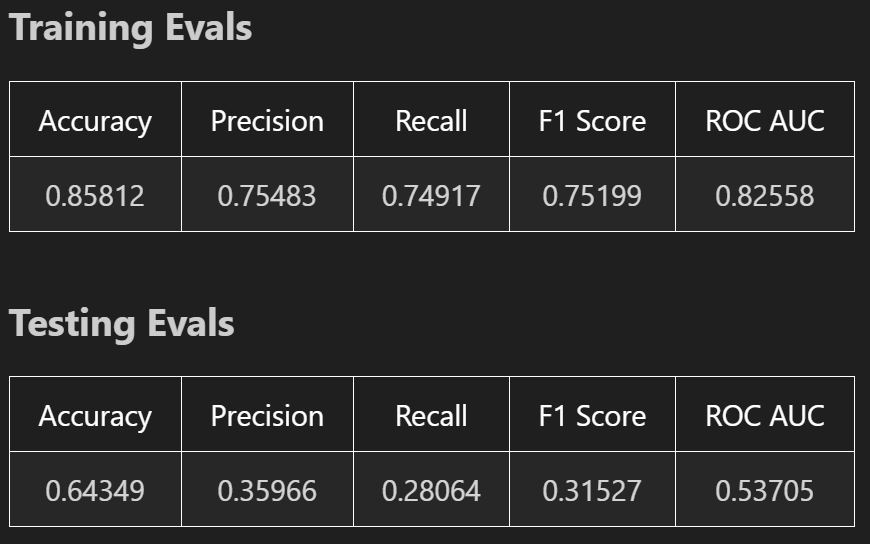 Training Evals
Accuracy Precision Recall F1 Score ROC AUC
0.85812 0.75483 0.74917 0.75199 0.82558
Testing Evals
Accuracy Precision Recall F1 Score ROC AUC
0.64349 0.35966 0.28064 0.31527 0.53705